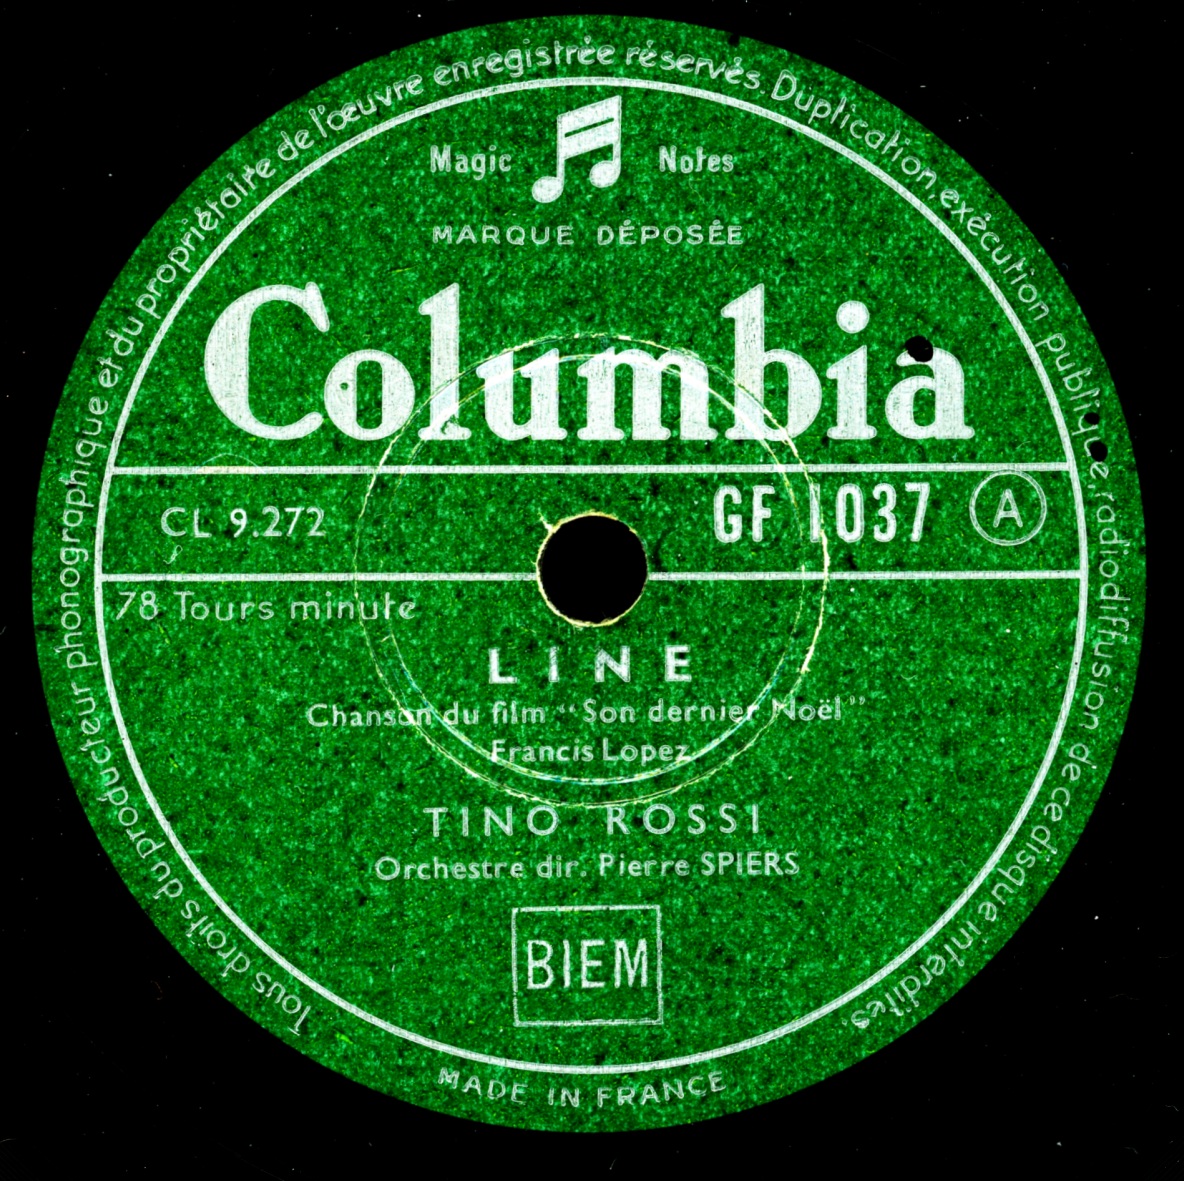 Tous droits du producteur phonographique et du propriétaire de l'œuvre enregistrée réservés. Duplication, exécution publique, radiodiffusion de ce disque interdites.
Magic Notes
MARQUE DÉPOSÉE
Columbia
CL 9.272 GF 1037 A
78 Tours minute
LINE
Chanson du film "Son dernier Noël"
Francis Lopez
TINO ROSSI
Orchestre dir. Pierre SPIERS
BIEM
MADE IN FRANCE